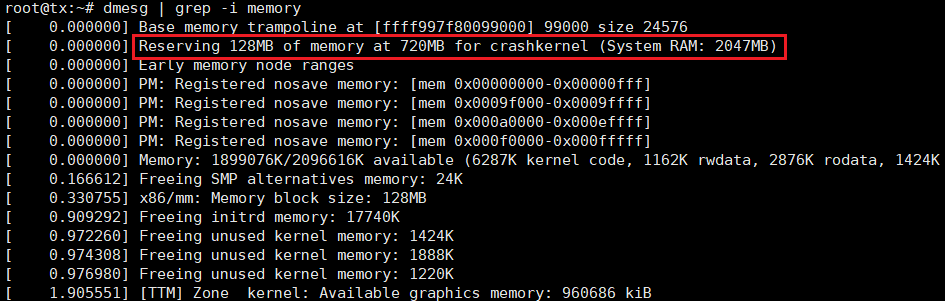 root@tx:~# dmesg | grep -i memory
[    0.000000] Base memory trampoline at [ffff997f80099000] 99000 size 24576
[    0.000000] Reserving 128MB of memory at 720MB for crashkernel (System RAM: 2047MB)
[    0.000000] Early memory node ranges
[    0.000000] PM: Registered nosave memory: [mem 0x00000000-0x00000fff]
[    0.000000] PM: Registered nosave memory: [mem 0x0009f000-0x0009ffff]
[    0.000000] PM: Registered nosave memory: [mem 0x000a0000-0x000effff]
[    0.000000] PM: Registered nosave memory: [mem 0x000f0000-0x000fffff]
[    0.000000] Memory: 1899076K/2096616K available (6287K kernel code, 1162K rwdata, 2876K rodata, 1424K
[    0.166612] Freeing SMP alternatives memory: 24K
[    0.330755] x86/mm: Memory block size: 128MB
[    0.909292] Freeing initrd memory: 17740K
[    0.972260] Freeing unused kernel memory: 1424K
[    0.974308] Freeing unused kernel memory: 1888K
[    0.976980] Freeing unused kernel memory: 1220K
[    1.905551] [TTM] Zone  kernel: Available graphics memory: 960686 kiB